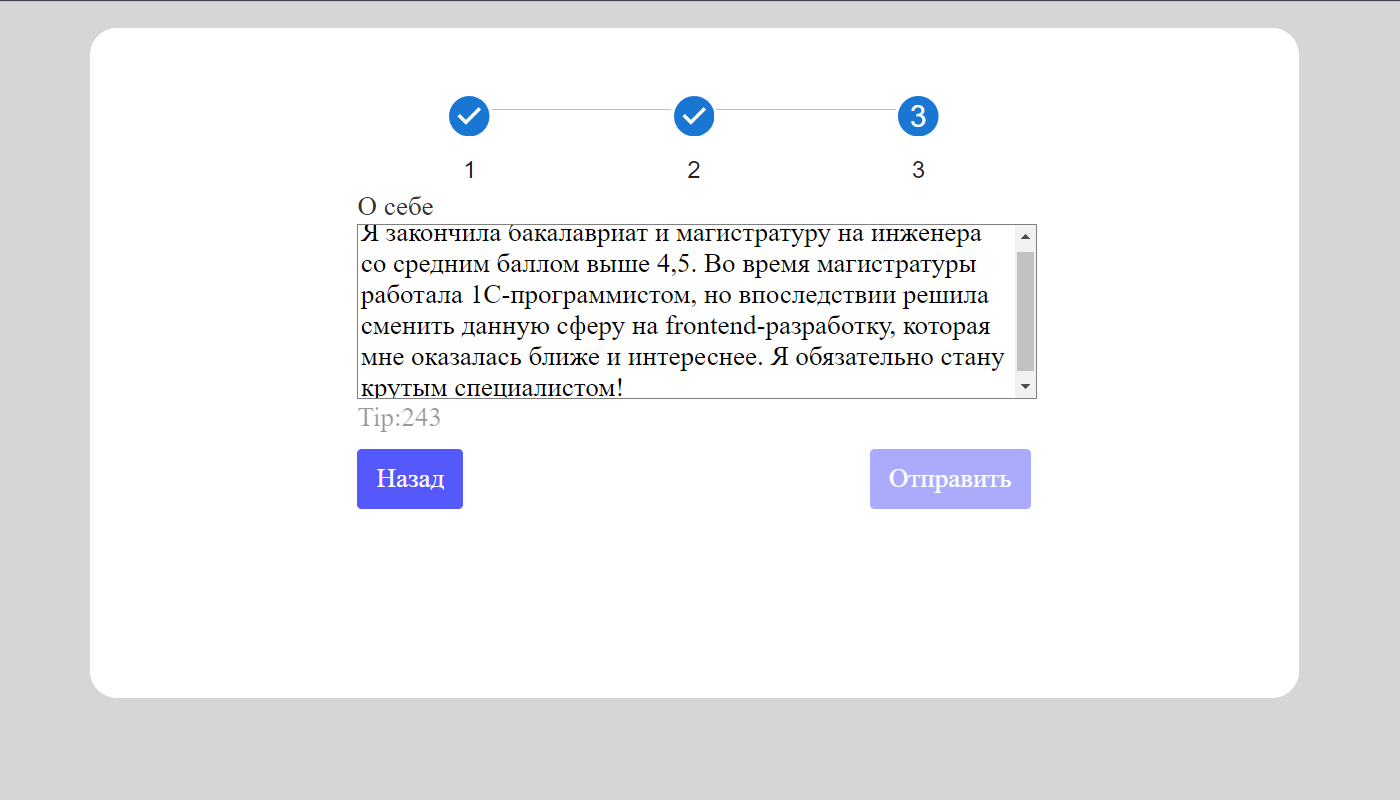 3
1 2 3
О себе
Я закончила бакалавриат и магистратуру на инженера
со средним баллом выше 4,5. Во время магистратуры
работала 1С-программистом, но впоследствии решила
сменить данную сферу на frontend-разработку, которая
мне оказалась ближе и интереснее. Я обязательно стану
крутым специалистом!
Tip:243
Назад Отправить